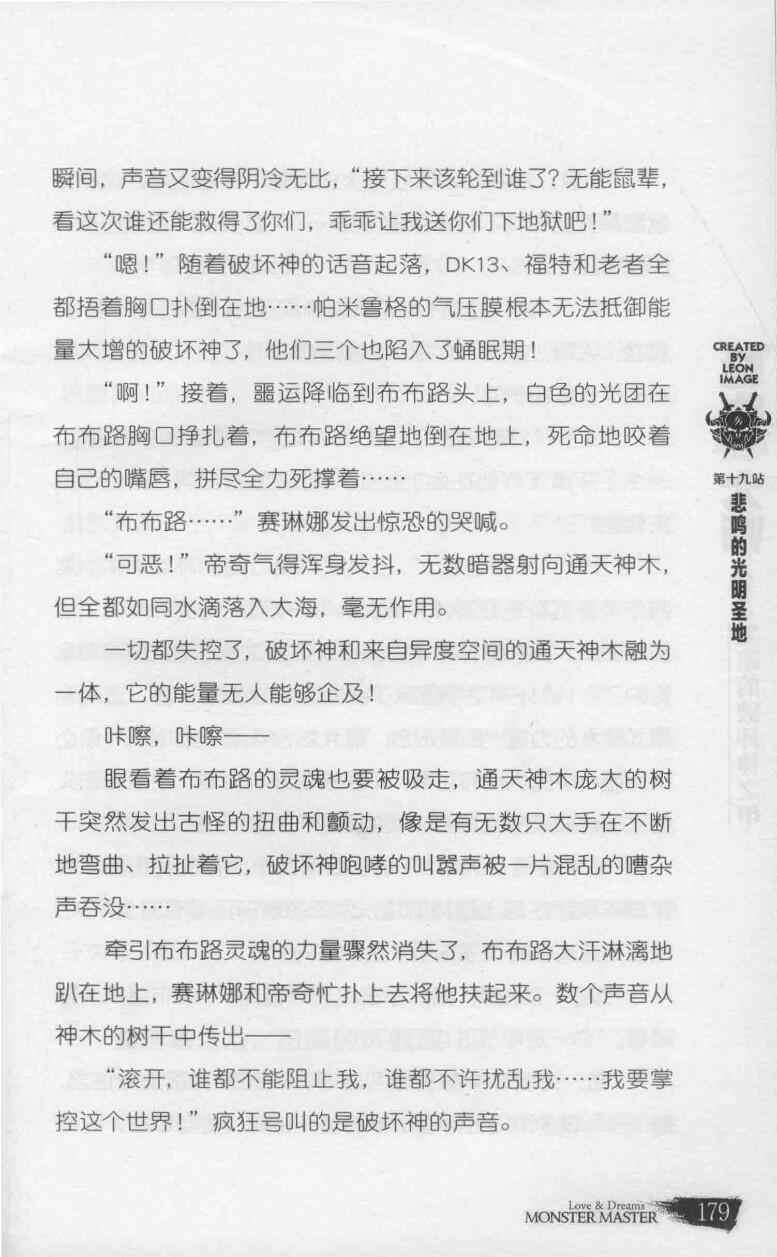 瞬间，声音又变得阴冷无比，“接下来该轮到谁了？无能鼠辈，
看这次谁还能救得了你们，乖乖让我送你们下地狱吧！”
“嗯！”随着破坏神的话音起落，DK13、福特和老者全
都捂着胸口扑倒在地……帕米鲁格的气压膜根本无法抵御能
量大增的破坏神了，他们三个也陷入了蛹眠期！
“啊！”接着，噩运降临到布布路头上，白色的光团在
布布路胸口挣扎着，布布路绝望地倒在地上，死命地咬着
自己的嘴唇，拼尽全力死撑着……
“布布路……”赛琳娜发出惊恐的哭喊。
“可恶！”帝奇气得浑身发抖，无数暗器射向通天神木，
但全都如同水滴落入大海，毫无作用。
一切都失控了，破坏神和来自异度空间的通天神木融为
一体，它的能量无人能够企及！
咔嚓，咔嚓——
眼看着布布路的灵魂也要被吸走，通天神木庞大的树
干突然发出古怪的扭曲和颤动，像是有无数只大手在不断
地弯曲、拉扯着它，破坏神咆哮的叫嚣声被一片混乱的嘈杂
声吞没……
牵引布布路灵魂的力量骤然消失了，布布路大汗淋漓地
趴在地上，赛琳娜和帝奇忙扑上去将他扶起来。数个声音从
神木的树干中传出——
“滚开，谁都不能阻止我，谁都不许扰乱我……我要掌
控这个世界！”疯狂号叫的是破坏神的声音。
CREATED
BY
LEON
IMAGE
第十九站
悲鸣的光明圣地
Love & Dreams
MONSTER MASTER
179